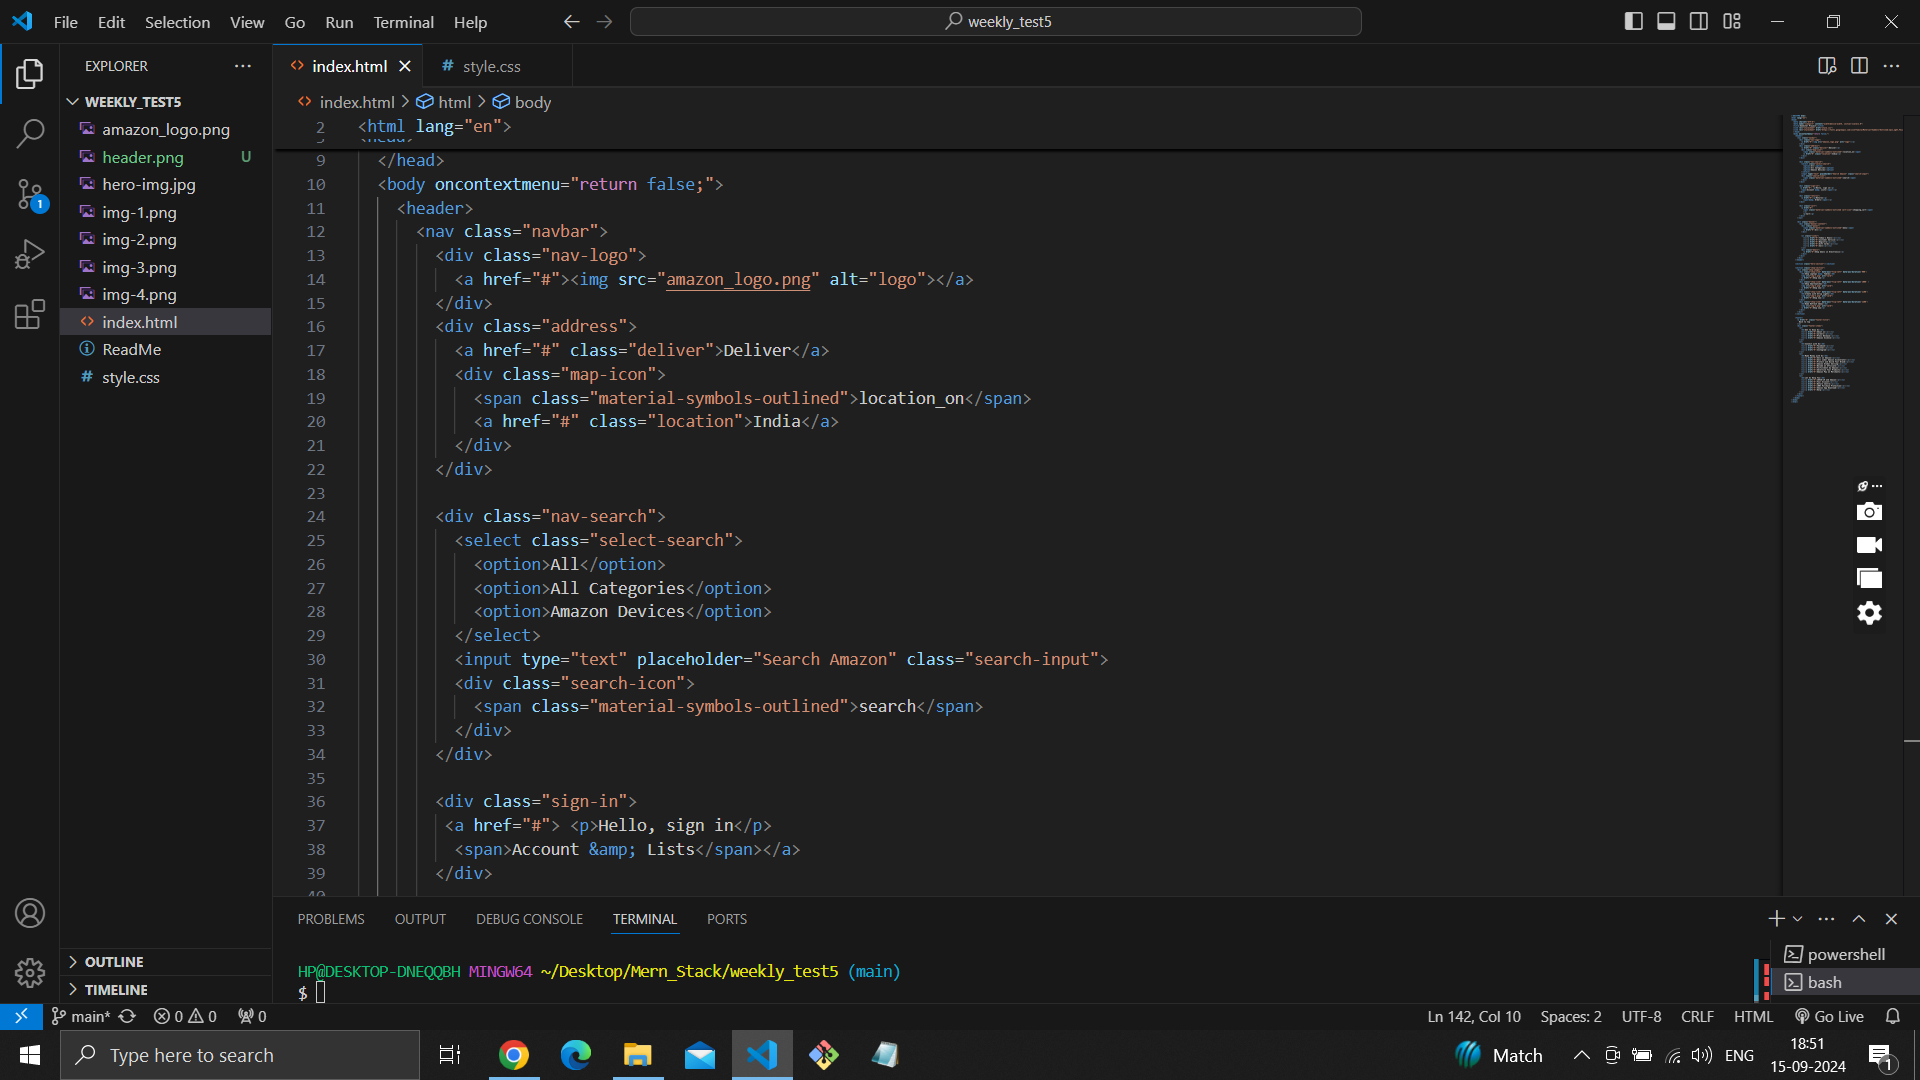 File Edit Selection View Go Run Terminal Help
weekly_test5
EXPLORER
WEEKLY_TEST5
amazon_logo.png
header.png U
hero-img.jpg
img-1.png
img-2.png
img-3.png
img-4.png
index.html
ReadMe
style.css
OUTLINE
TIMELINE
1
index.html style.css
index.html > html > body
2 <html lang="en">
9 </head>
10 <body oncontextmenu="return false;">
11 <header>
12 <nav class="navbar">
13 <div class="nav-logo">
14 <a href="#"><img src="amazon_logo.png" alt="logo"></a>
15 </div>
16 <div class="address">
17 <a href="#" class="deliver">Deliver</a>
18 <div class="map-icon">
19 <span class="material-symbols-outlined">location_on</span>
20 <a href="#" class="location">India</a>
21 </div>
22 </div>
23
24 <div class="nav-search">
25 <select class="select-search">
26 <option>All</option>
27 <option>All Categories</option>
28 <option>Amazon Devices</option>
29 </select>
30 <input type="text" placeholder="Search Amazon" class="search-input">
31 <div class="search-icon">
32 <span class="material-symbols-outlined">search</span>
33 </div>
34 </div>
35
36 <div class="sign-in">
37 <a href="#"> <p>Hello, sign in</p>
38 <span>Account &amp; Lists</span></a>
39 </div>
PROBLEMS OUTPUT DEBUG CONSOLE TERMINAL PORTS
HP@DESKTOP-DNEQQBH MINGW64 ~/Desktop/Mern_Stack/weekly_test5 (main)
$
powershell
bash
main* 0 0 0
Ln 142, Col 10 Spaces: 2 UTF-8 CRLF HTML Go Live
Type here to search
Match ENG 18:51
15-09-2024
1